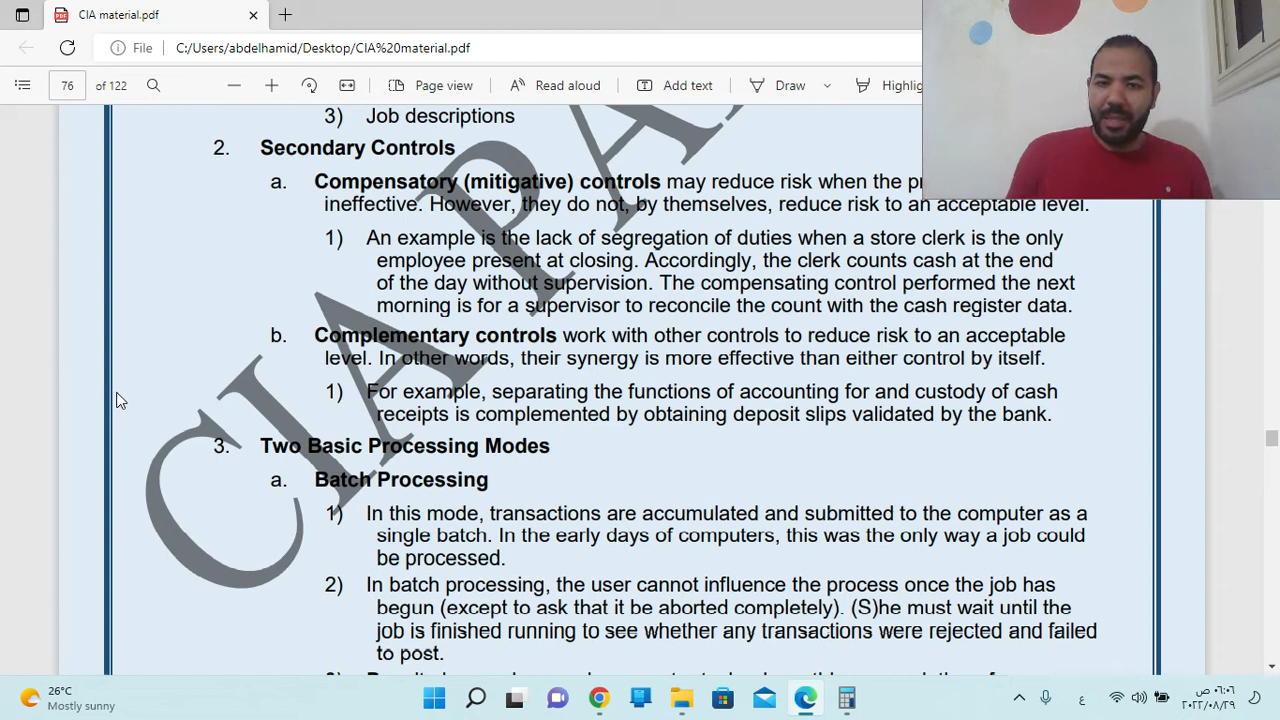 CIA material.pdf
File
C:/Users/abdelhamid/Desktop/CIA%20material.pdf
76 of 122
Page view
Read aloud
Add text
Draw
Highlig
3) Job descriptions
2. Secondary Controls
a. Compensatory (mitigative) controls may reduce risk when the pr
ineffective. However, they do not, by themselves, reduce risk to an acceptable level.
1) An example is the lack of segregation of duties when a store clerk is the only
employee present at closing. Accordingly, the clerk counts cash at the end
of the day without supervision. The compensating control performed the next
morning is for a supervisor to reconcile the count with the cash register data.
b. Complementary controls work with other controls to reduce risk to an acceptable
level. In other words, their synergy is more effective than either control by itself.
1) For example, separating the functions of accounting for and custody of cash
receipts is complemented by obtaining deposit slips validated by the bank.
3. Two Basic Processing Modes
a. Batch Processing
1) In this mode, transactions are accumulated and submitted to the computer as a
single batch. In the early days of computers, this was the only way a job could
be processed.
2) In batch processing, the user cannot influence the process once the job has
begun (except to ask that it be aborted completely). (S)he must wait until the
job is finished running to see whether any transactions were rejected and failed
to post.
CIA PA
26°C
Mostly sunny
ع
٠٦:٠٦ ص
٢٠٢٢/٠٨/٢٩